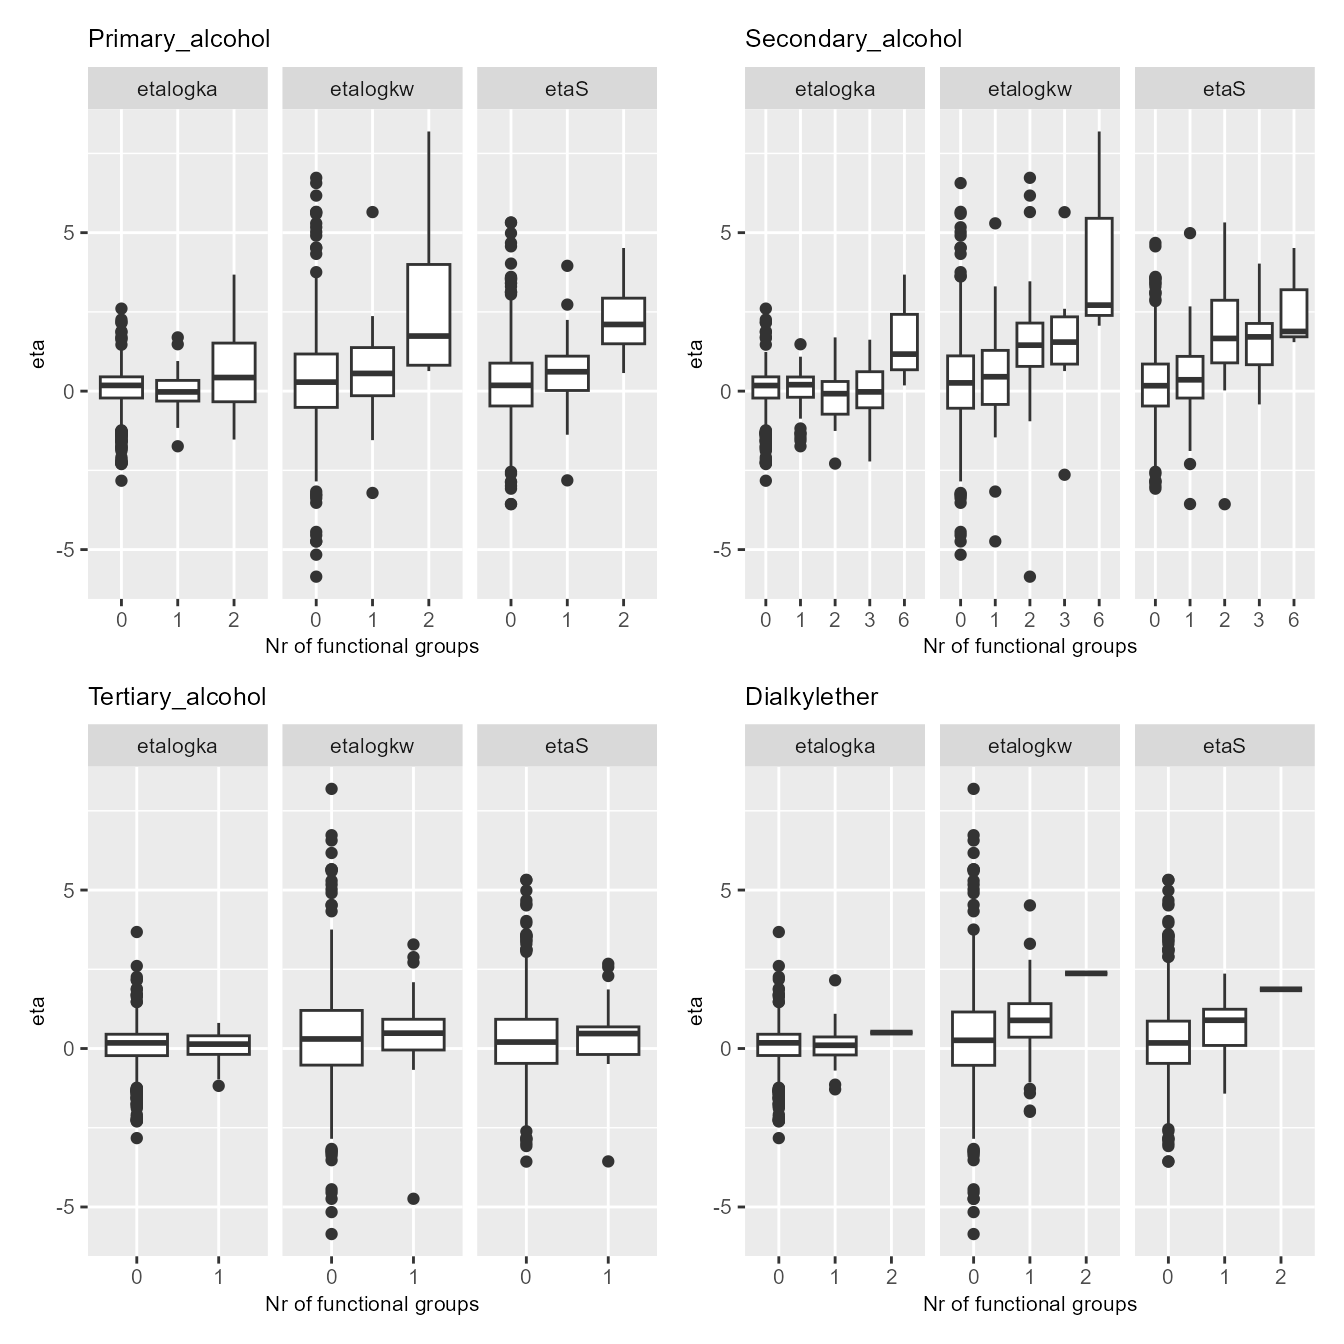 Primary_alcohol
etalogka etalogkw etaS
eta
5
0
-5
0 1 2 0 1 2 0 1 2
Nr of functional groups
Secondary_alcohol
etalogka etalogkw etaS
eta
5
0
-5
0 1 2 3 6 0 1 2 3 6 0 1 2 3 6
Nr of functional groups
Tertiary_alcohol
etalogka etalogkw etaS
eta
5
0
-5
0 1 0 1 0 1
Nr of functional groups
Dialkylether
etalogka etalogkw etaS
eta
5
0
-5
0 1 2 0 1 2 0 1 2
Nr of functional groups